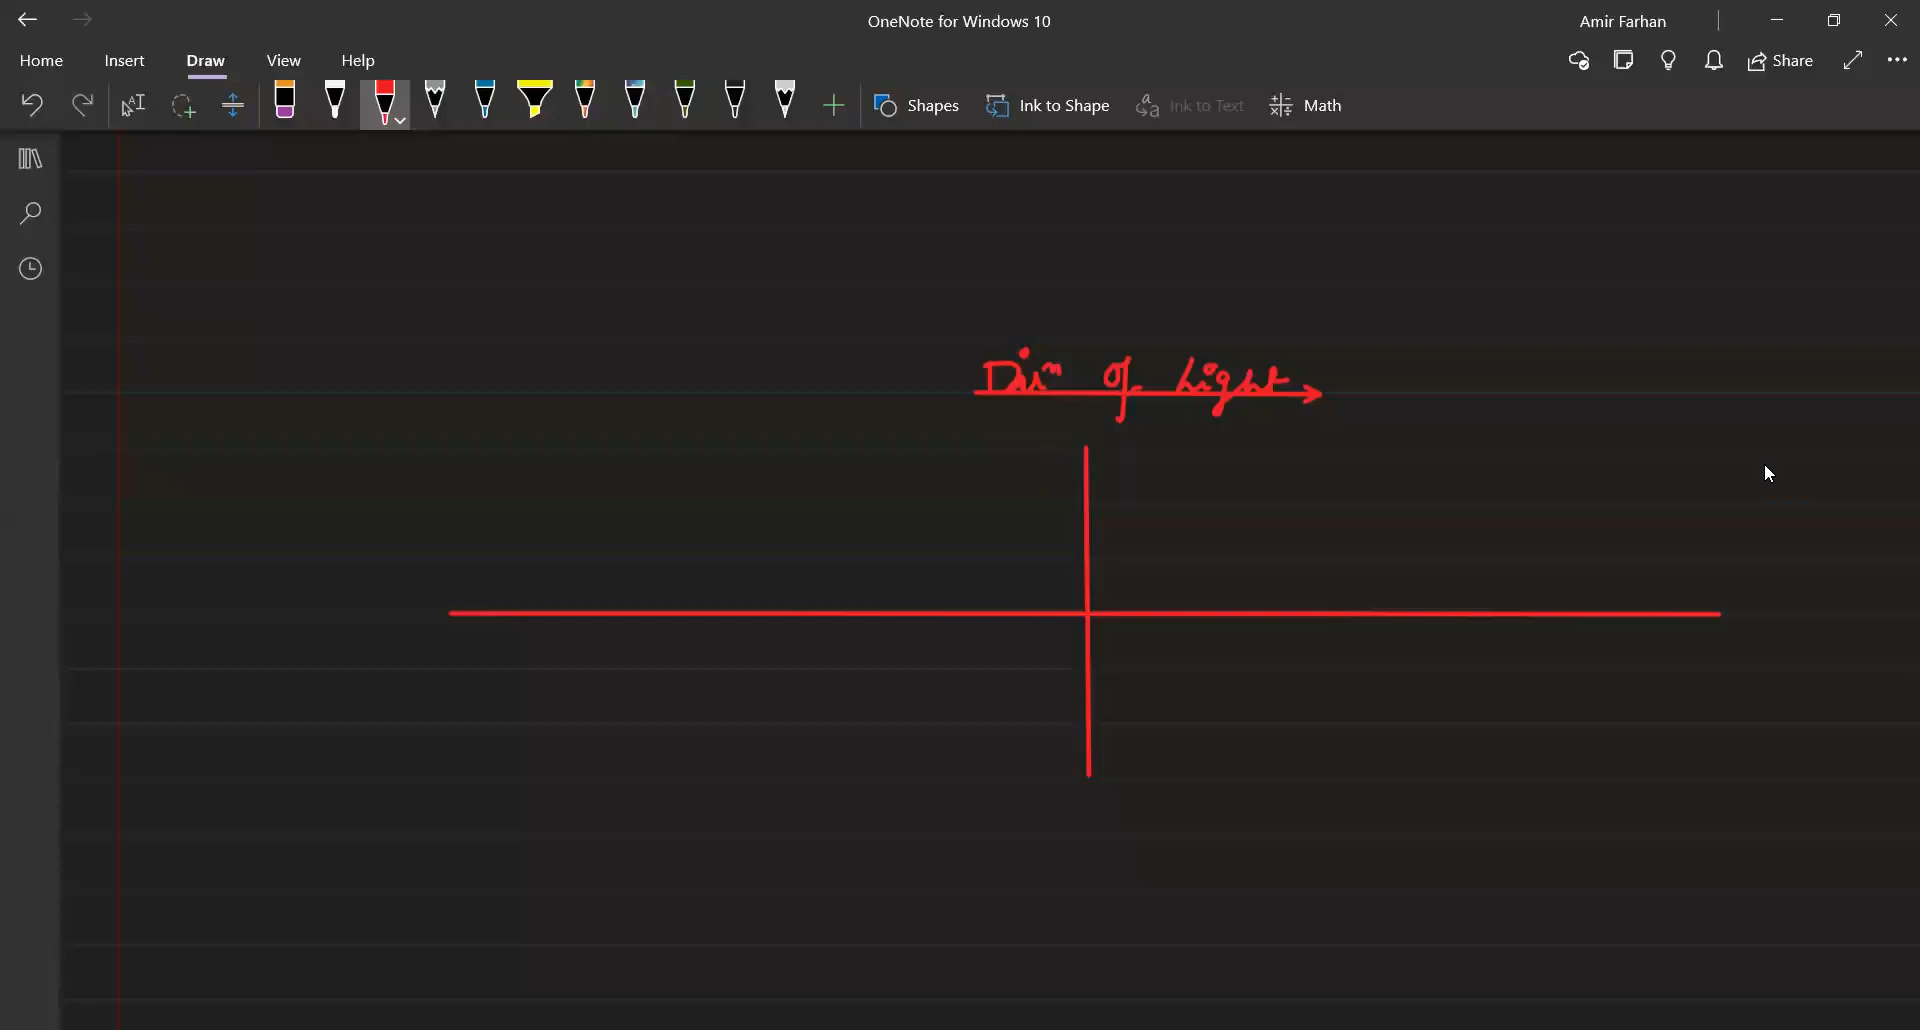 OneNote for Windows 10
Amir Farhan
Home Insert Draw View Help
Share
Shapes Ink to Shape Ink to Text Math
Dirⁿ of Light